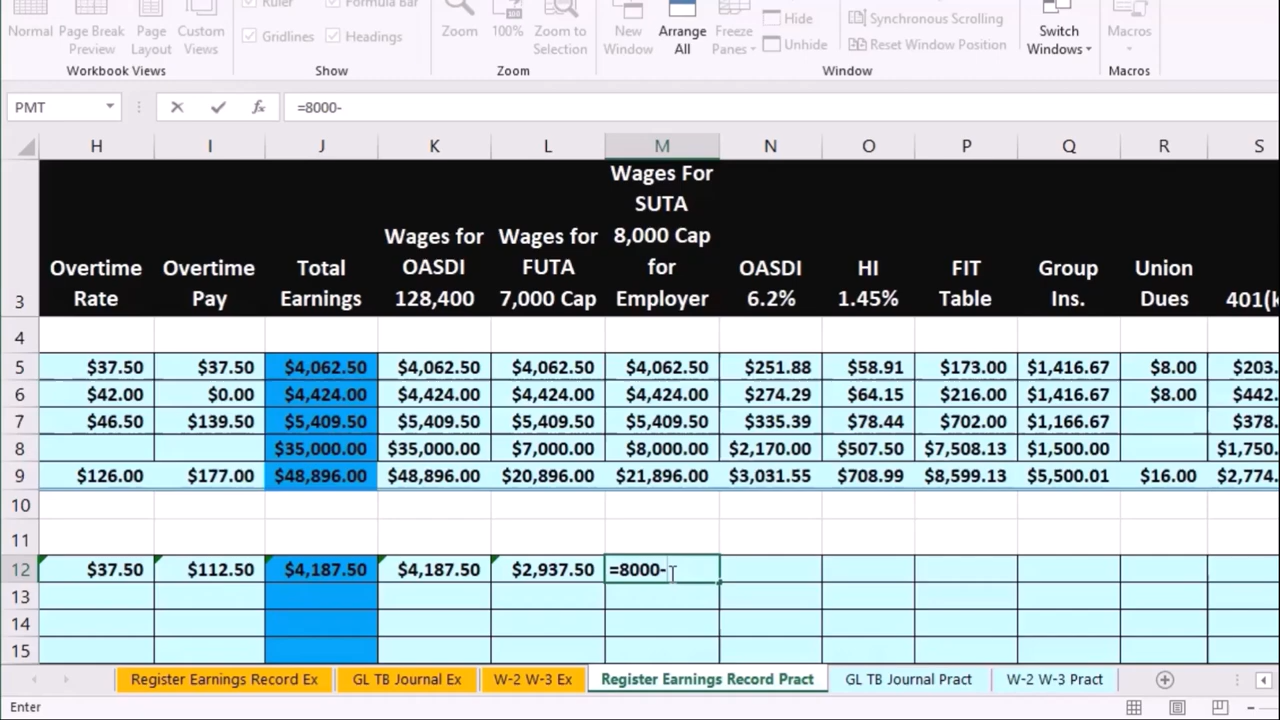 Ruler
Formula Bar
Normal
Page Break
Preview
Page
Layout
Custom
Views
Gridlines
Headings
Zoom
100%
Zoom to
Selection
New
Window
Arrange
All
Freeze
Panes
Hide
Unhide
Synchronous Scrolling
Reset Window Position
Switch
Windows
Macros
Workbook Views
Show
Zoom
Window
Macros
PMT
fx
=8000-
H I J K L M N O P Q R S
3
Overtime
Rate
Overtime
Pay
Total
Earnings
Wages for
OASDI
128,400
Wages for
FUTA
7,000 Cap
Wages For
SUTA
8,000 Cap
for
Employer
OASDI
6.2%
HI
1.45%
FIT
Table
Group
Ins.
Union
Dues
401(k
4
5 $37.50 $37.50 $4,062.50 $4,062.50 $4,062.50 $4,062.50 $251.88 $58.91 $173.00 $1,416.67 $8.00 $203.
6 $42.00 $0.00 $4,424.00 $4,424.00 $4,424.00 $4,424.00 $274.29 $64.15 $216.00 $1,416.67 $8.00 $442.
7 $46.50 $139.50 $5,409.50 $5,409.50 $5,409.50 $5,409.50 $335.39 $78.44 $702.00 $1,166.67 $378.
8 $35,000.00 $35,000.00 $7,000.00 $8,000.00 $2,170.00 $507.50 $7,508.13 $1,500.00 $1,750.
9 $126.00 $177.00 $48,896.00 $48,896.00 $20,896.00 $21,896.00 $3,031.55 $708.99 $8,599.13 $5,500.01 $16.00 $2,774.
10
11
12 $37.50 $112.50 $4,187.50 $4,187.50 $2,937.50 =8000-
13
14
15
Register Earnings Record Ex
GL TB Journal Ex
W-2 W-3 Ex
Register Earnings Record Pract
GL TB Journal Pract
W-2 W-3 Pract
Enter